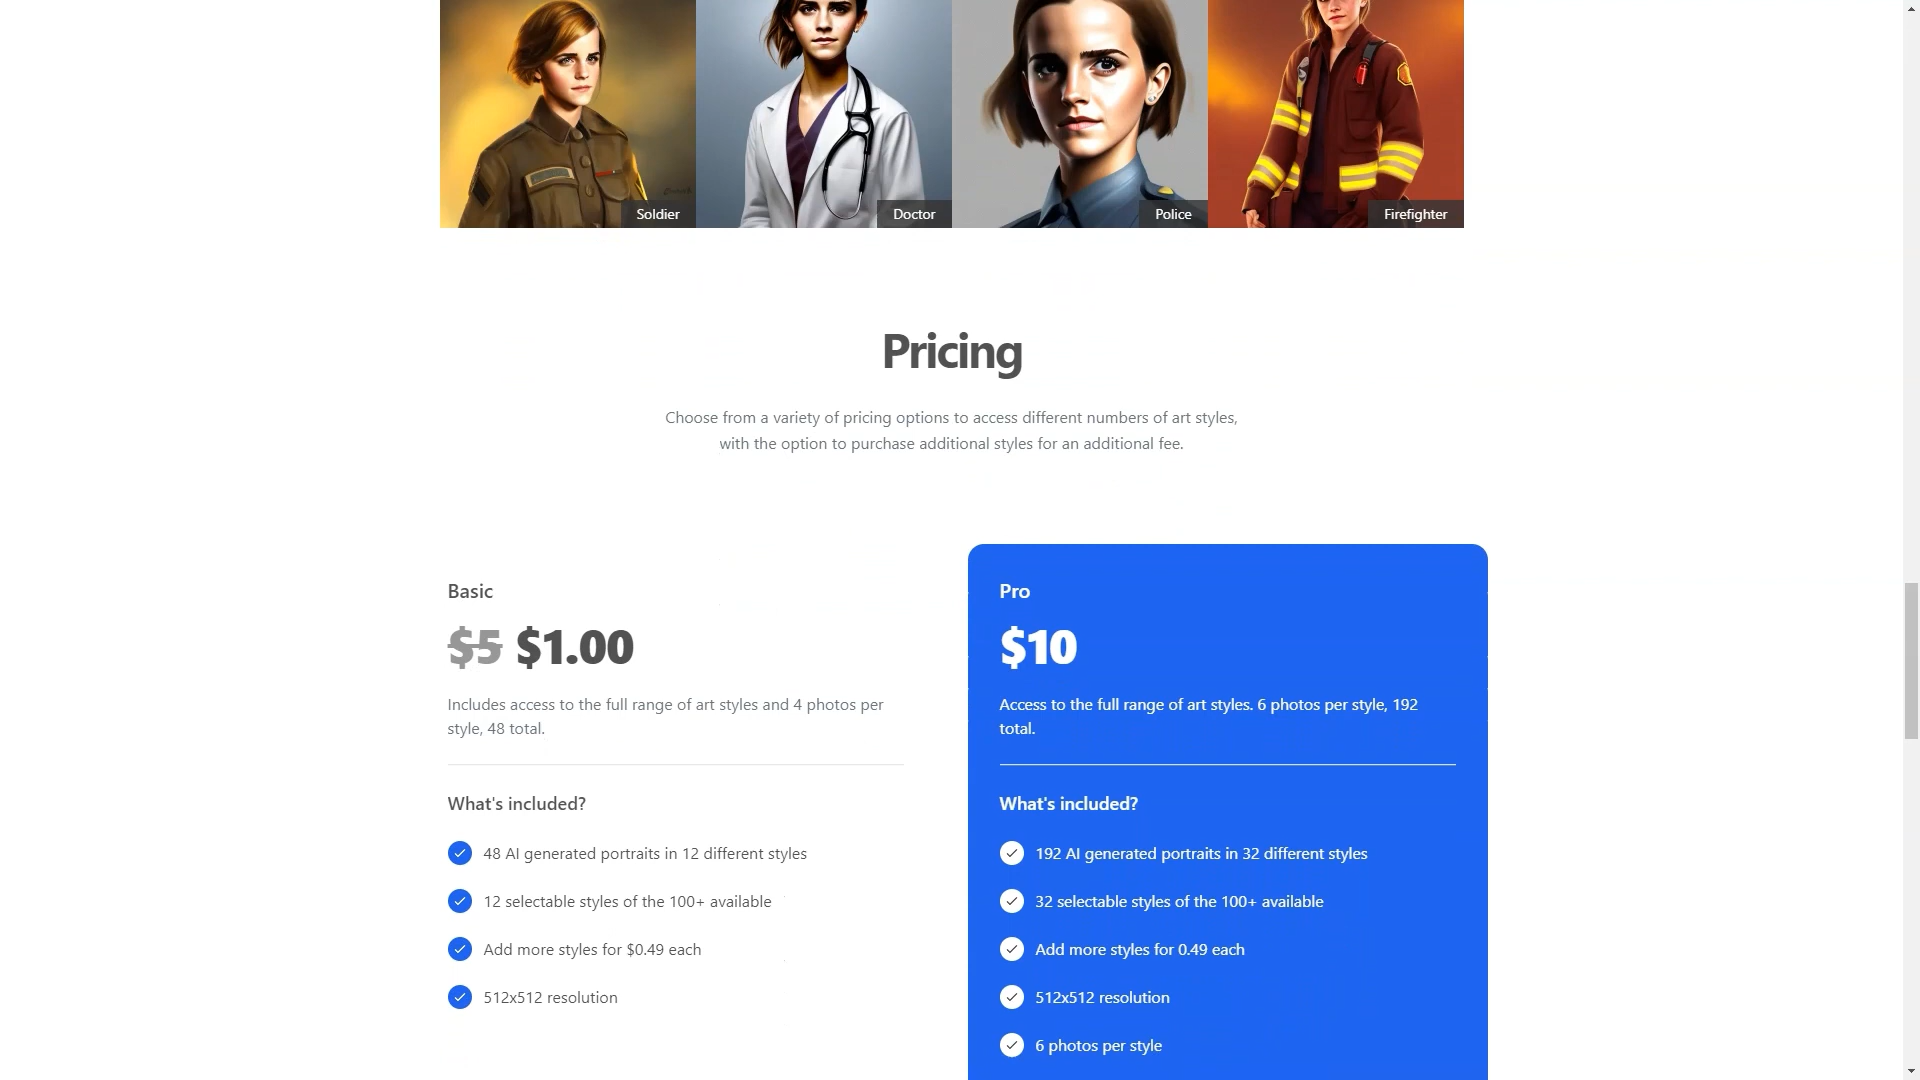 Soldier
Doctor
Police
Firefighter
Pricing
Choose from a variety of pricing options to access different numbers of art styles,
with the option to purchase additional styles for an additional fee.
Basic
$5 $1.00
Includes access to the full range of art styles and 4 photos per
style, 48 total.
What's included?
48 AI generated portraits in 12 different styles
12 selectable styles of the 100+ available
Add more styles for $0.49 each
512x512 resolution
Pro
$10
Access to the full range of art styles. 6 photos per style, 192
total.
What's included?
192 AI generated portraits in 32 different styles
32 selectable styles of the 100+ available
Add more styles for 0.49 each
512x512 resolution
6 photos per style